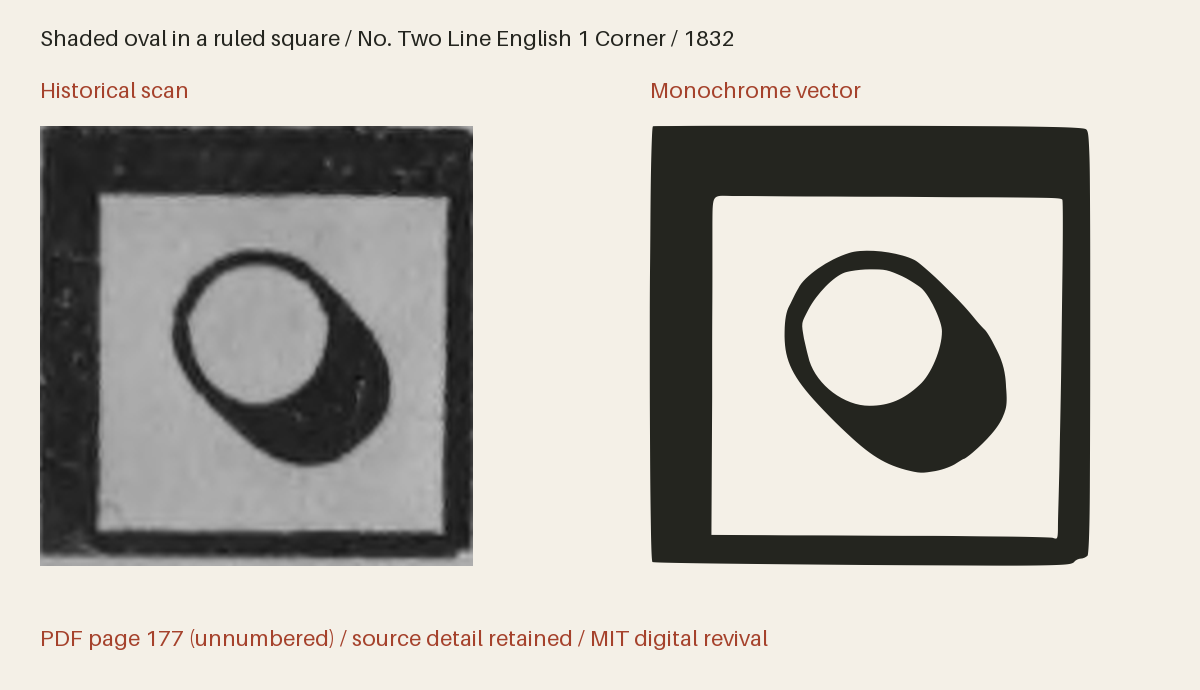 Shaded oval in a ruled square / No. Two Line English 1 Corner / 1832
Historical scan
Monochrome vector
PDF page 177 (unnumbered) / source detail retained / MIT digital revival